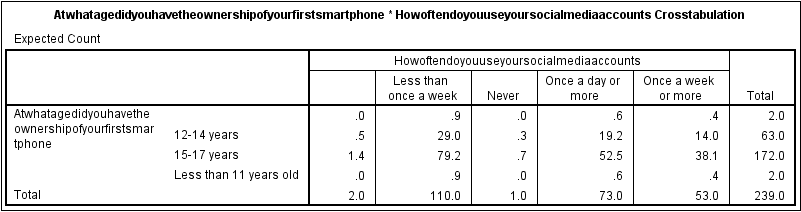 Atwhatagedidyouhavetheownershipofyourfirstsmartphone * Howoftendoyouuseyoursocialmediaaccounts Crosstabulation
Expected Count
Howoftendoyouuseyoursocialmediaaccounts
Less than once a week Never Once a day or more Once a week or more Total
Atwhatagedidyouhavethe
ownershipofyourfirstsmar
tphone
.0 .9 .0 .6 .4 2.0
12-14 years .5 29.0 .3 19.2 14.0 63.0
15-17 years 1.4 79.2 .7 52.5 38.1 172.0
Less than 11 years old .0 .9 .0 .6 .4 2.0
Total 2.0 110.0 1.0 73.0 53.0 239.0